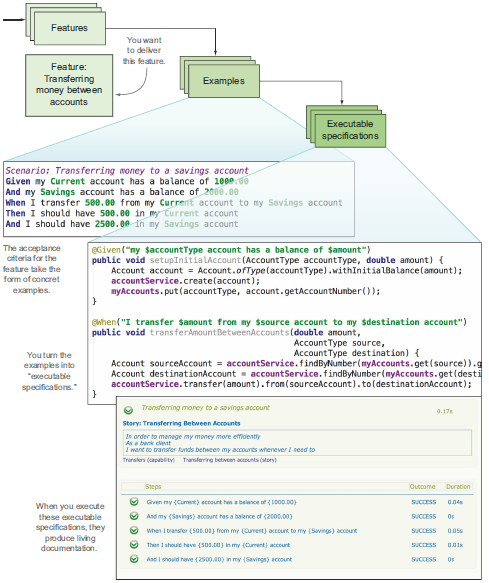 Features
You want
to deliver
this feature.
Feature:
Transferring
money between
accounts
Examples
Executable
specifications
Scenario: Transferring money to a savings account
Given my Current account has a balance of 1000.00
And my Savings account has a balance of 2000.00
When I transfer 500.00 from my Current account to my Savings account
Then I should have 500.00 in my Current account
And I should have 2500.00 in my Savings account
The acceptance
criteria for the
feature take the
form of concret
examples.
@Given("my $accountType account has a balance of $amount")
public void setupInitialAccount(AccountType accountType, double amount) {
Account account = Account.ofType(accountType).withInitialBalance(amount);
accountService.create(account);
myAccounts.put(accountType, account.getAccountNumber());
}
@When("I transfer $amount from my $source account to my $destination account")
public void transferAmountBetweenAccounts(double amount,
AccountType source,
AccountType destination) {
Account sourceAccount = accountService.findByNumber(myAccounts.get(source)).g
Account destinationAccount = accountService.findByNumber(myAccounts.get(desti
accountService.transfer(amount).from(sourceAccount).to(destinationAccount);
}
You turn the
examples into
“executable
specifications.”
Transferring money to a savings account
0.17s
Story: Transferring Between Accounts
In order to manage my money more efficiently
As a bank client
I want to transfer funds between my accounts whenever I need to
Transfers (capability) Transferring between accounts (story)
Steps Outcome Duration
Given my {Current} account has a balance of {1000.00} SUCCESS 0.04s
And my {Savings} account has a balance of {2000.00} SUCCESS 0s
When I transfer {500.00} from my {Current} account to my {Savings} account SUCCESS 0.05s
Then I should have {500.00} in my {Current} account SUCCESS 0.01s
And I should have {2500.00} in my {Savings} account SUCCESS 0s
When you execute
these executable
specifications, they
produce living
documentation.